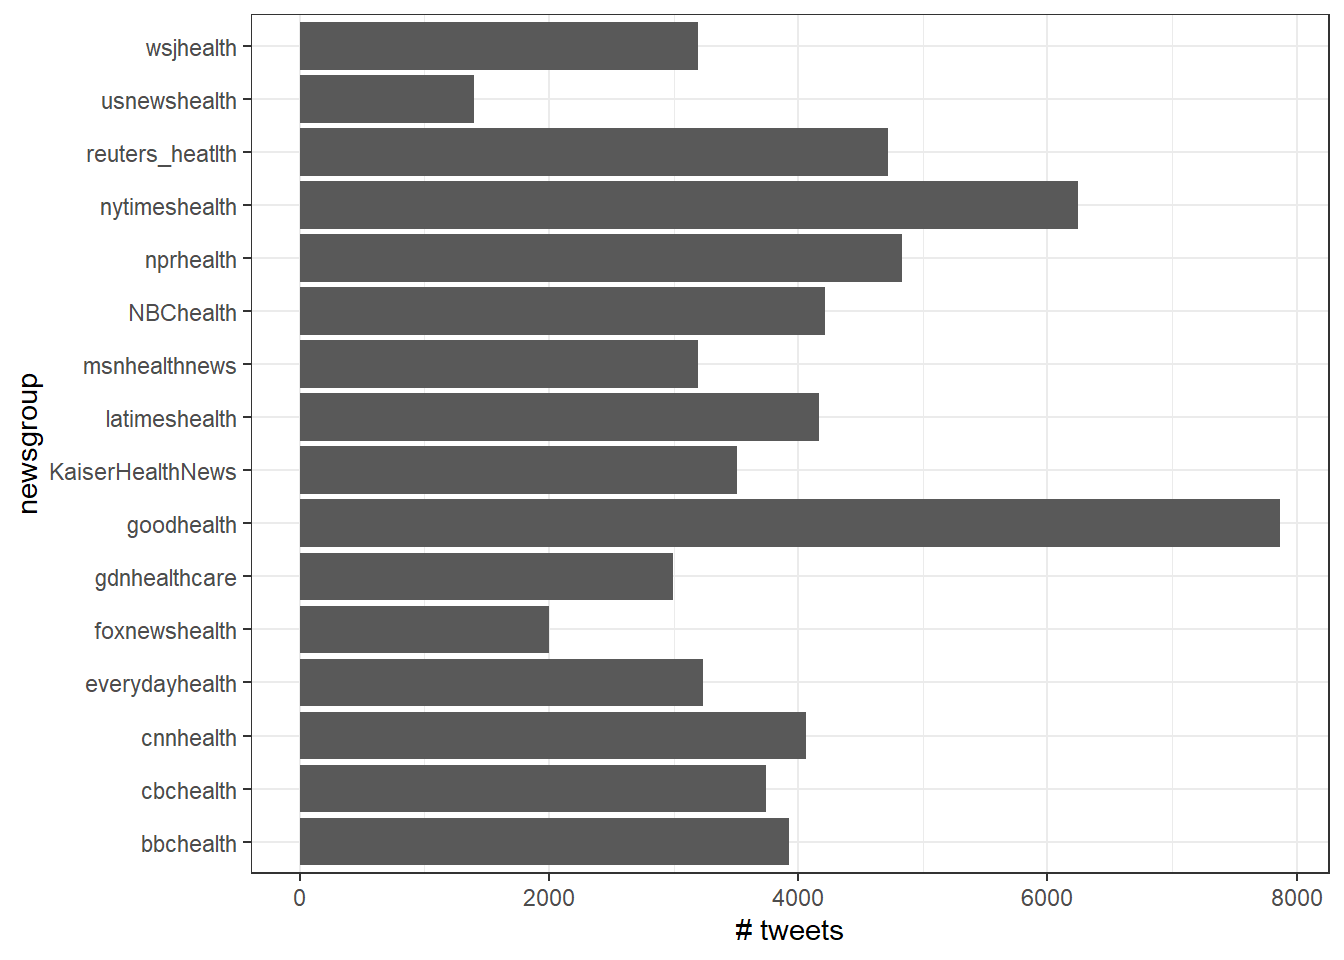 wsjhealth
usnewshealth
reuters_heatlth
nytimeshealth
nprhealth
NBChealth
msnhealthnews
latimeshealth
KaiserHealthNews
goodhealth
gdnhealthcare
foxnewshealth
everydayhealth
cnnhealth
cbchealth
bbchealth
newsgroup
0 2000 4000 6000 8000
# tweets